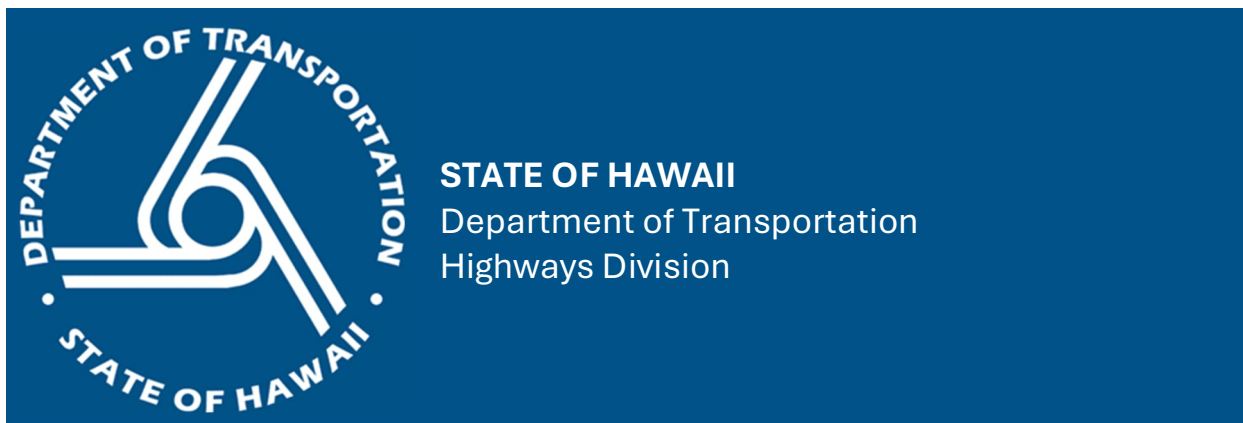 DEPARTMENT OF TRANSPORTATION
• STATE OF HAWAII •
STATE OF HAWAII
Department of Transportation
Highways Division